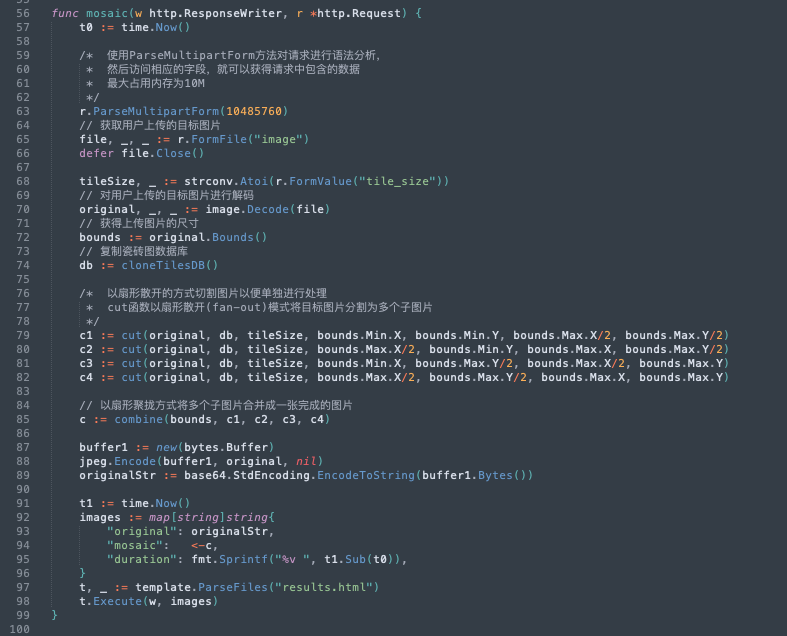 56 func mosaic(w http.ResponseWriter, r *http.Request) {
57     t0 := time.Now()
58
59     /*  使用ParseMultipartForm方法对请求进行语法分析,
60      *  然后访问相应的字段, 就可以获得请求中包含的数据
61      *  最大占用内存为10M
62      */
63     r.ParseMultipartForm(10485760)
64     // 获取用户上传的目标图片
65     file, _, _ := r.FormFile("image")
66     defer file.Close()
67
68     tileSize, _ := strconv.Atoi(r.FormValue("tile_size"))
69     // 对用户上传的目标图片进行解码
70     original, _, _ := image.Decode(file)
71     // 获得上传图片的尺寸
72     bounds := original.Bounds()
73     // 复制瓷砖图数据库
74     db := cloneTilesDB()
75
76     /*  以扇形散开的方式切割图片以便单独进行处理
77      *  cut函数以扇形散开(fan-out)模式将目标图片分割为多个子图片
78      */
79     c1 := cut(original, db, tileSize, bounds.Min.X, bounds.Min.Y, bounds.Max.X/2, bounds.Max.Y/2)
80     c2 := cut(original, db, tileSize, bounds.Max.X/2, bounds.Min.Y, bounds.Max.X, bounds.Max.Y/2)
81     c3 := cut(original, db, tileSize, bounds.Min.X, bounds.Max.Y/2, bounds.Max.X/2, bounds.Max.Y)
82     c4 := cut(original, db, tileSize, bounds.Max.X/2, bounds.Max.Y/2, bounds.Max.X, bounds.Max.Y)
83
84     // 以扇形聚拢方式将多个子图片合并成一张完成的图片
85     c := combine(bounds, c1, c2, c3, c4)
86
87     buffer1 := new(bytes.Buffer)
88     jpeg.Encode(buffer1, original, nil)
89     originalStr := base64.StdEncoding.EncodeToString(buffer1.Bytes())
90
91     t1 := time.Now()
92     images := map[string]string{
93         "original": originalStr,
94         "mosaic":   <-c,
95         "duration": fmt.Sprintf("%v ", t1.Sub(t0)),
96     }
97     t, _ := template.ParseFiles("results.html")
98     t.Execute(w, images)
99 }
100